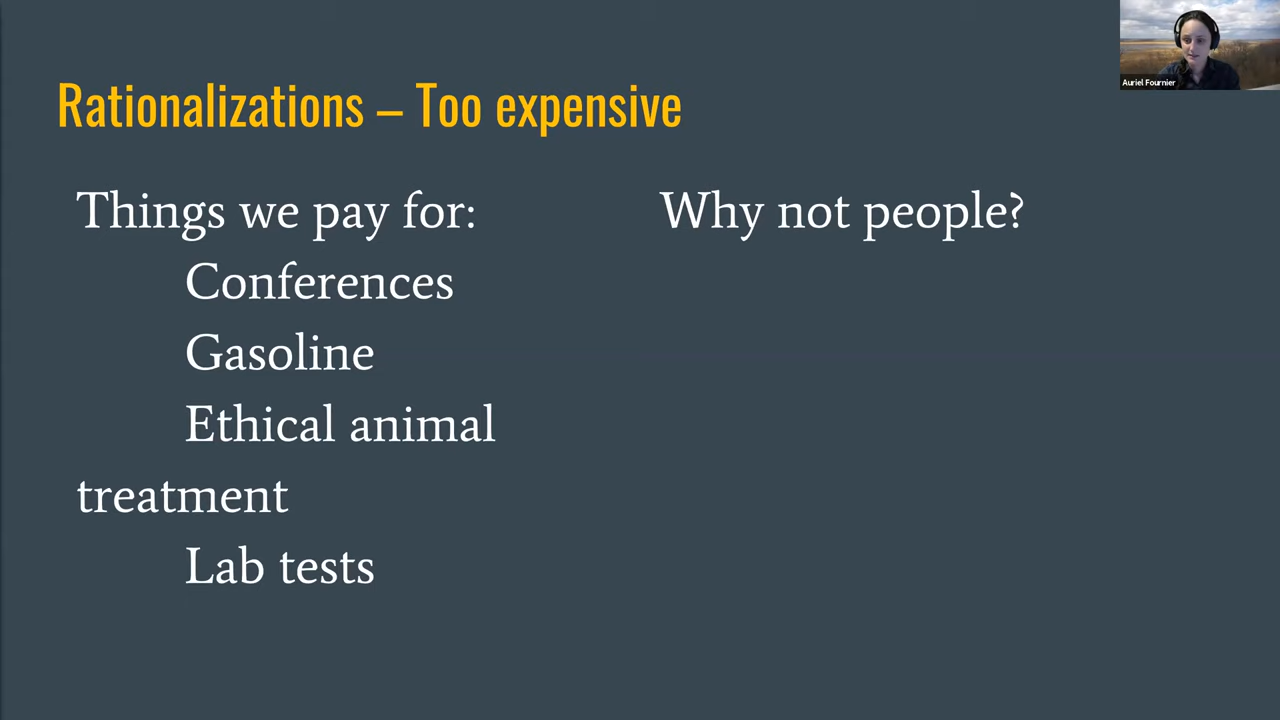 Auriel Fournier
Rationalizations – Too expensive
Things we pay for:
Conferences
Gasoline
Ethical animal
treatment
Lab tests
Why not people?